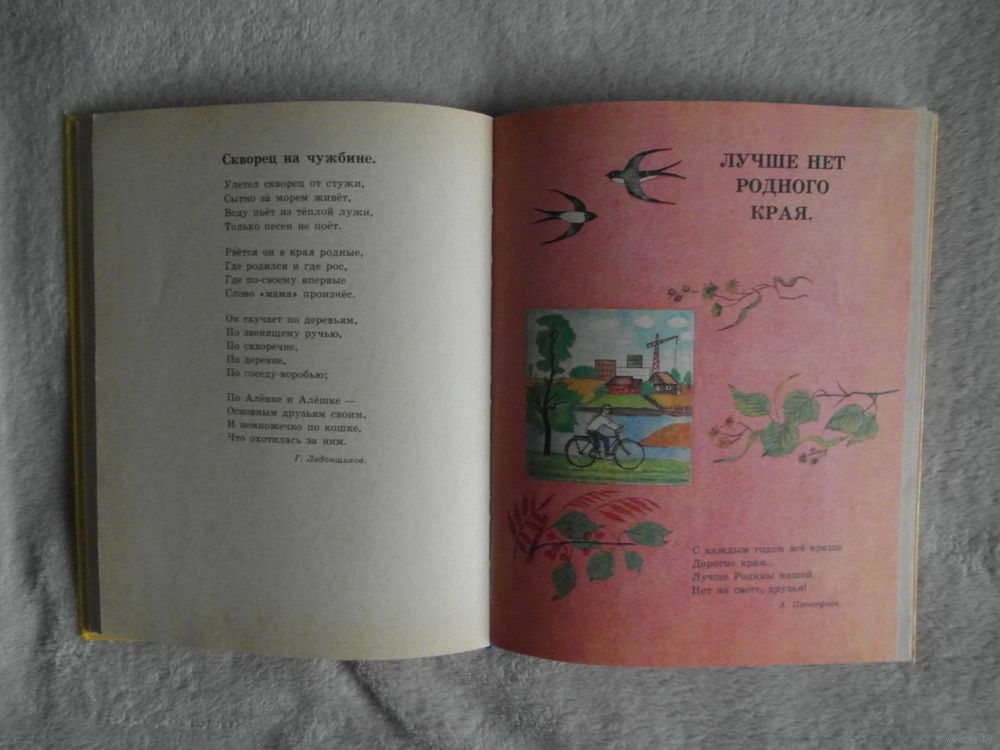 Скворец на чужбине.
Улетел скворец от стужи,
Сытно за́ морем живёт,
Воду пьёт из тёплой лужи,
Только песен не поёт.
Рвётся он в края родные,
Где родился и где рос,
Где по-своему впервые
Слово «мама» произнёс.
Он скучает по деревьям,
По звенящему ручью,
По скворечне,
По деревне,
По соседу-воробью;
По Алёнке и Алёшке —
Основным друзьям своим,
И немножечко по кошке,
Что охотилась за ним.
Г. Ладонщиков.
ЛУЧШЕ НЕТ
РОДНОГО
КРАЯ.
С каждым годом всё краше
Дорогие края...
Лучше Родины нашей
Нет на свете, друзья!
А. Прокофьев.